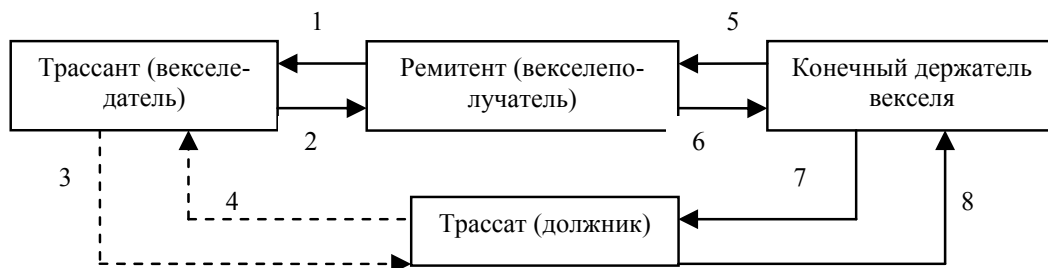 1
5
Трассант (векселе-
датель)
Ремитент (векселепо-
лучатель)
Конечный держатель
векселя
2
6
3
4
7
8
Трассат (должник)